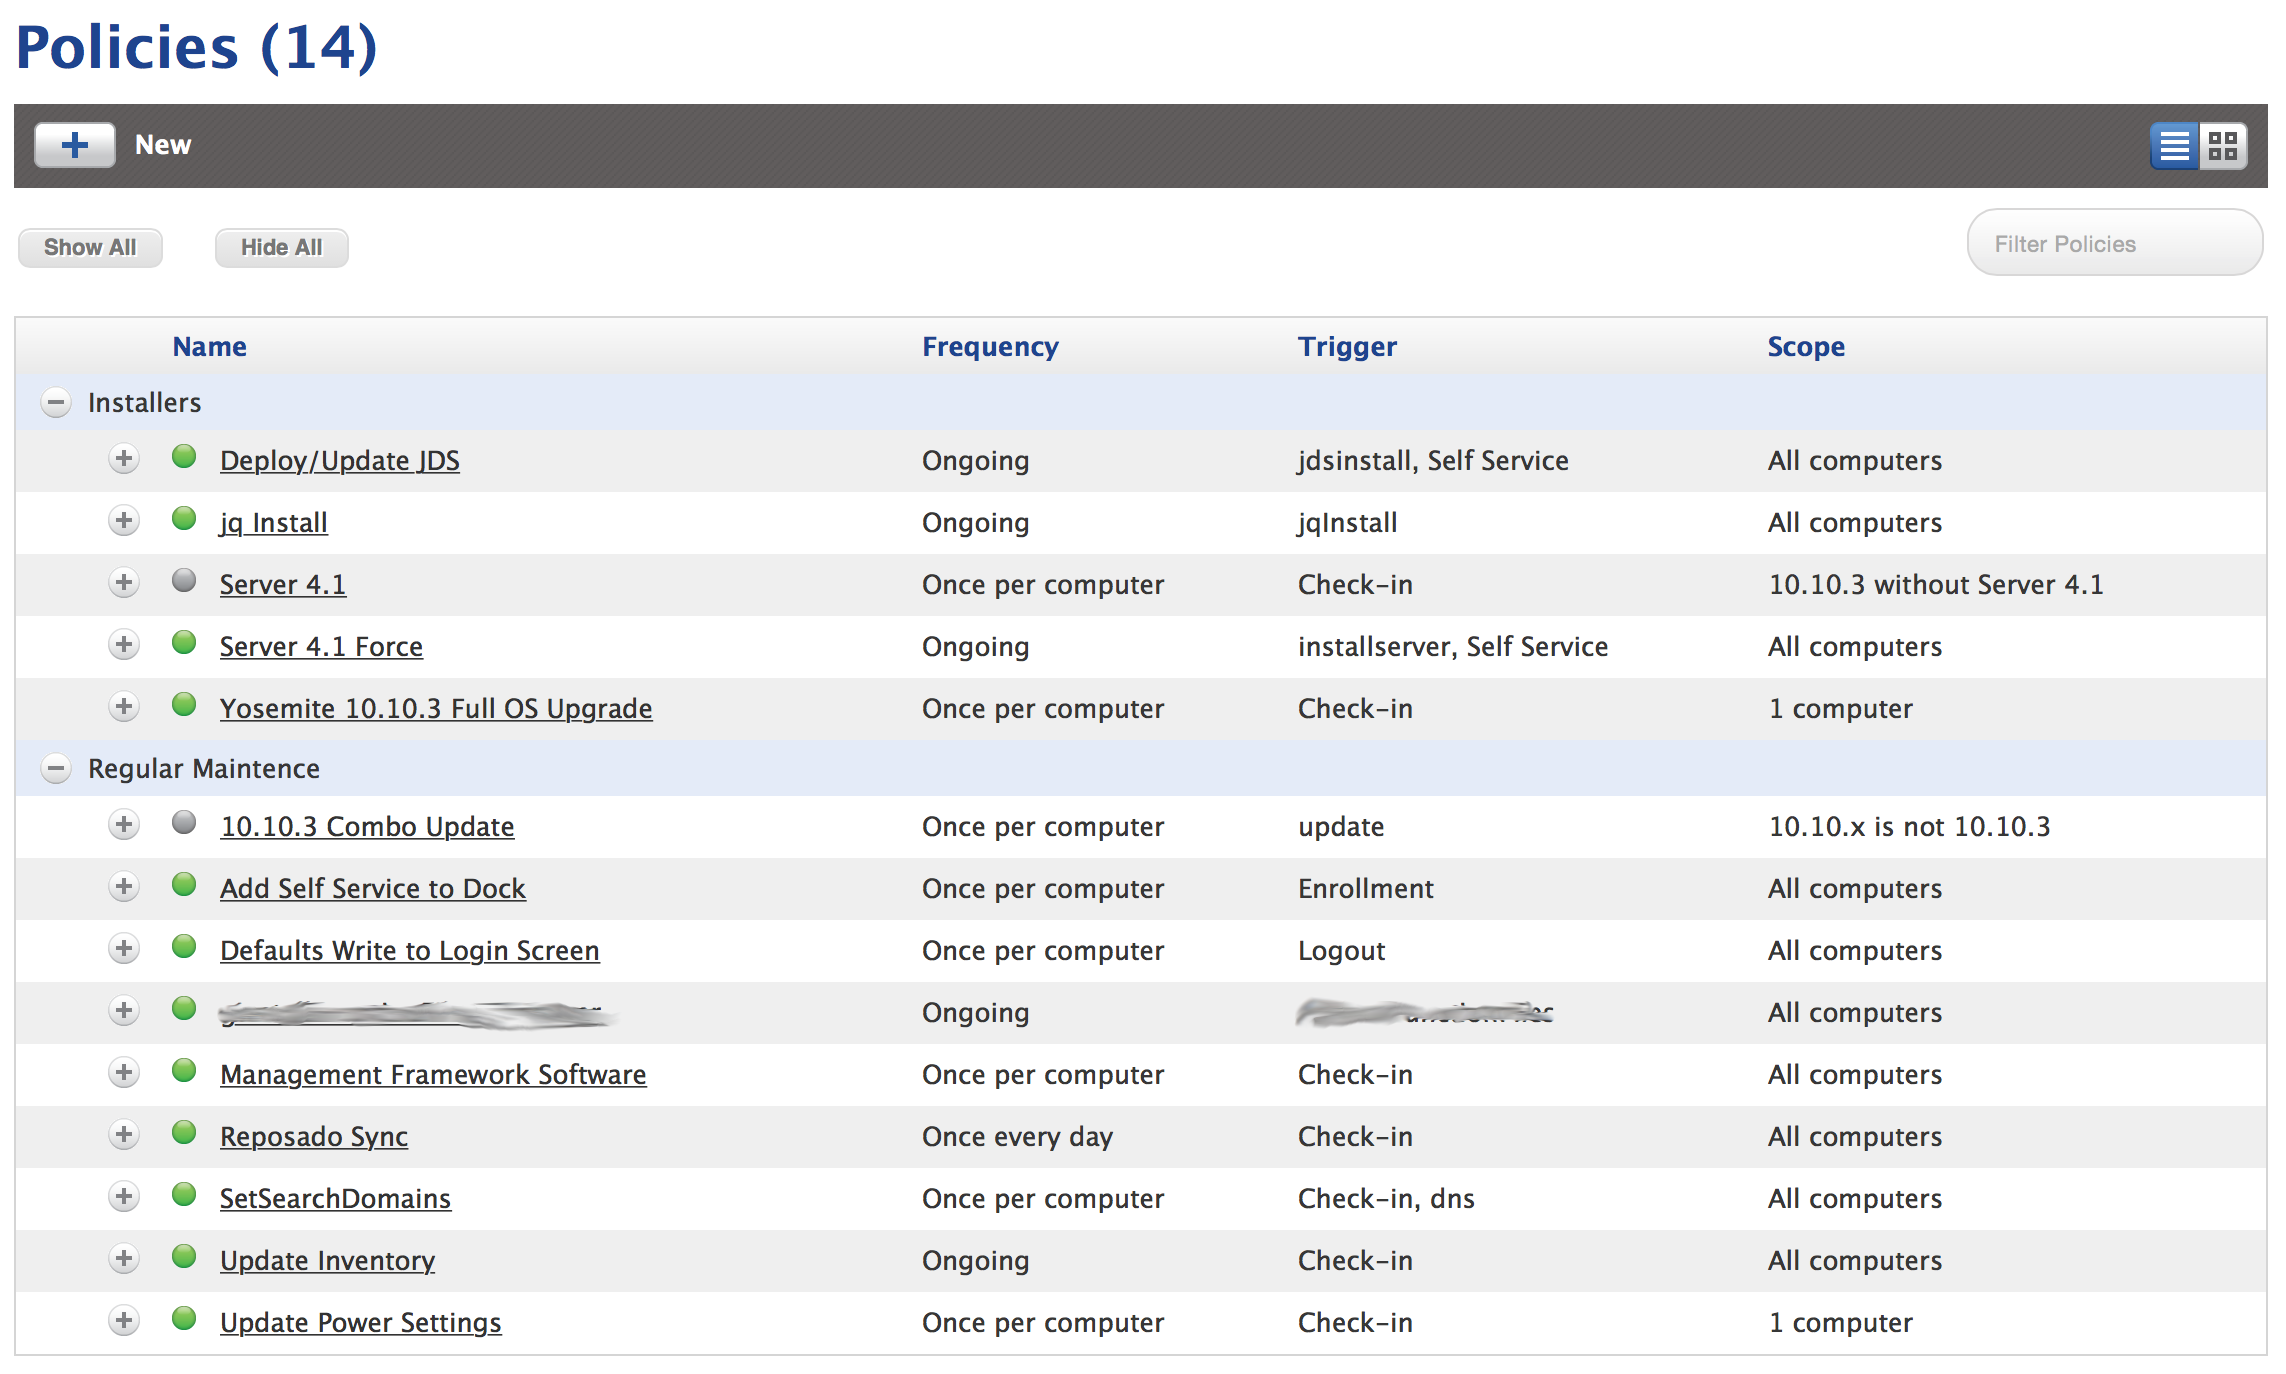 Policies (14)
New
Show All Hide All Filter Policies
Name Frequency Trigger Scope
Installers
Deploy/Update JDS Ongoing jdsinstall, Self Service All computers
jq Install Ongoing jqInstall All computers
Server 4.1 Once per computer Check-in 10.10.3 without Server 4.1
Server 4.1 Force Ongoing installserver, Self Service All computers
Yosemite 10.10.3 Full OS Upgrade Once per computer Check-in 1 computer
Regular Maintence
10.10.3 Combo Update Once per computer update 10.10.x is not 10.10.3
Add Self Service to Dock Once per computer Enrollment All computers
Defaults Write to Login Screen Once per computer Logout All computers
Ongoing All computers
Management Framework Software Once per computer Check-in All computers
Reposado Sync Once every day Check-in All computers
SetSearchDomains Once per computer Check-in, dns All computers
Update Inventory Ongoing Check-in All computers
Update Power Settings Once per computer Check-in 1 computer